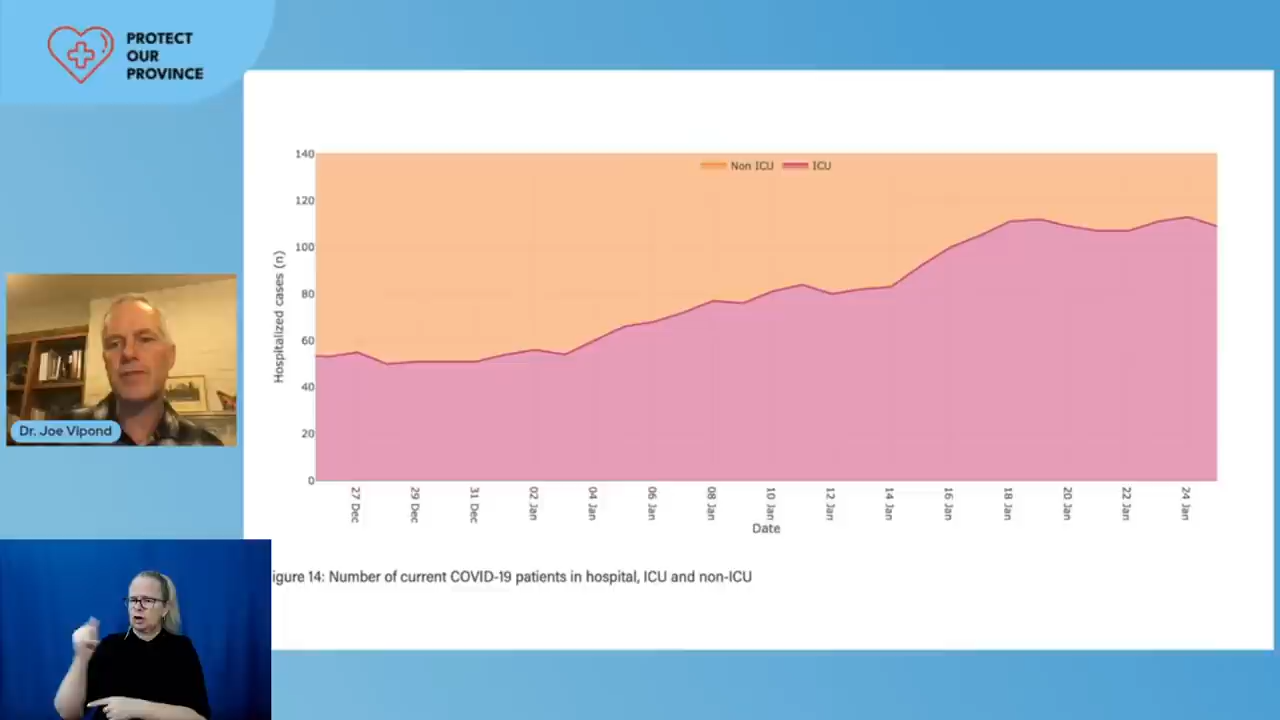 PROTECT
OUR
PROVINCE
Non ICU
ICU
Hospitalized cases (n)
140
120
100
80
60
40
20
0
27 Dec
29 Dec
31 Dec
02 Jan
04 Jan
06 Jan
08 Jan
10 Jan
12 Jan
14 Jan
16 Jan
18 Jan
20 Jan
22 Jan
24 Jan
Date
igure 14: Number of current COVID-19 patients in hospital, ICU and non-ICU
Dr. Joe Vipond